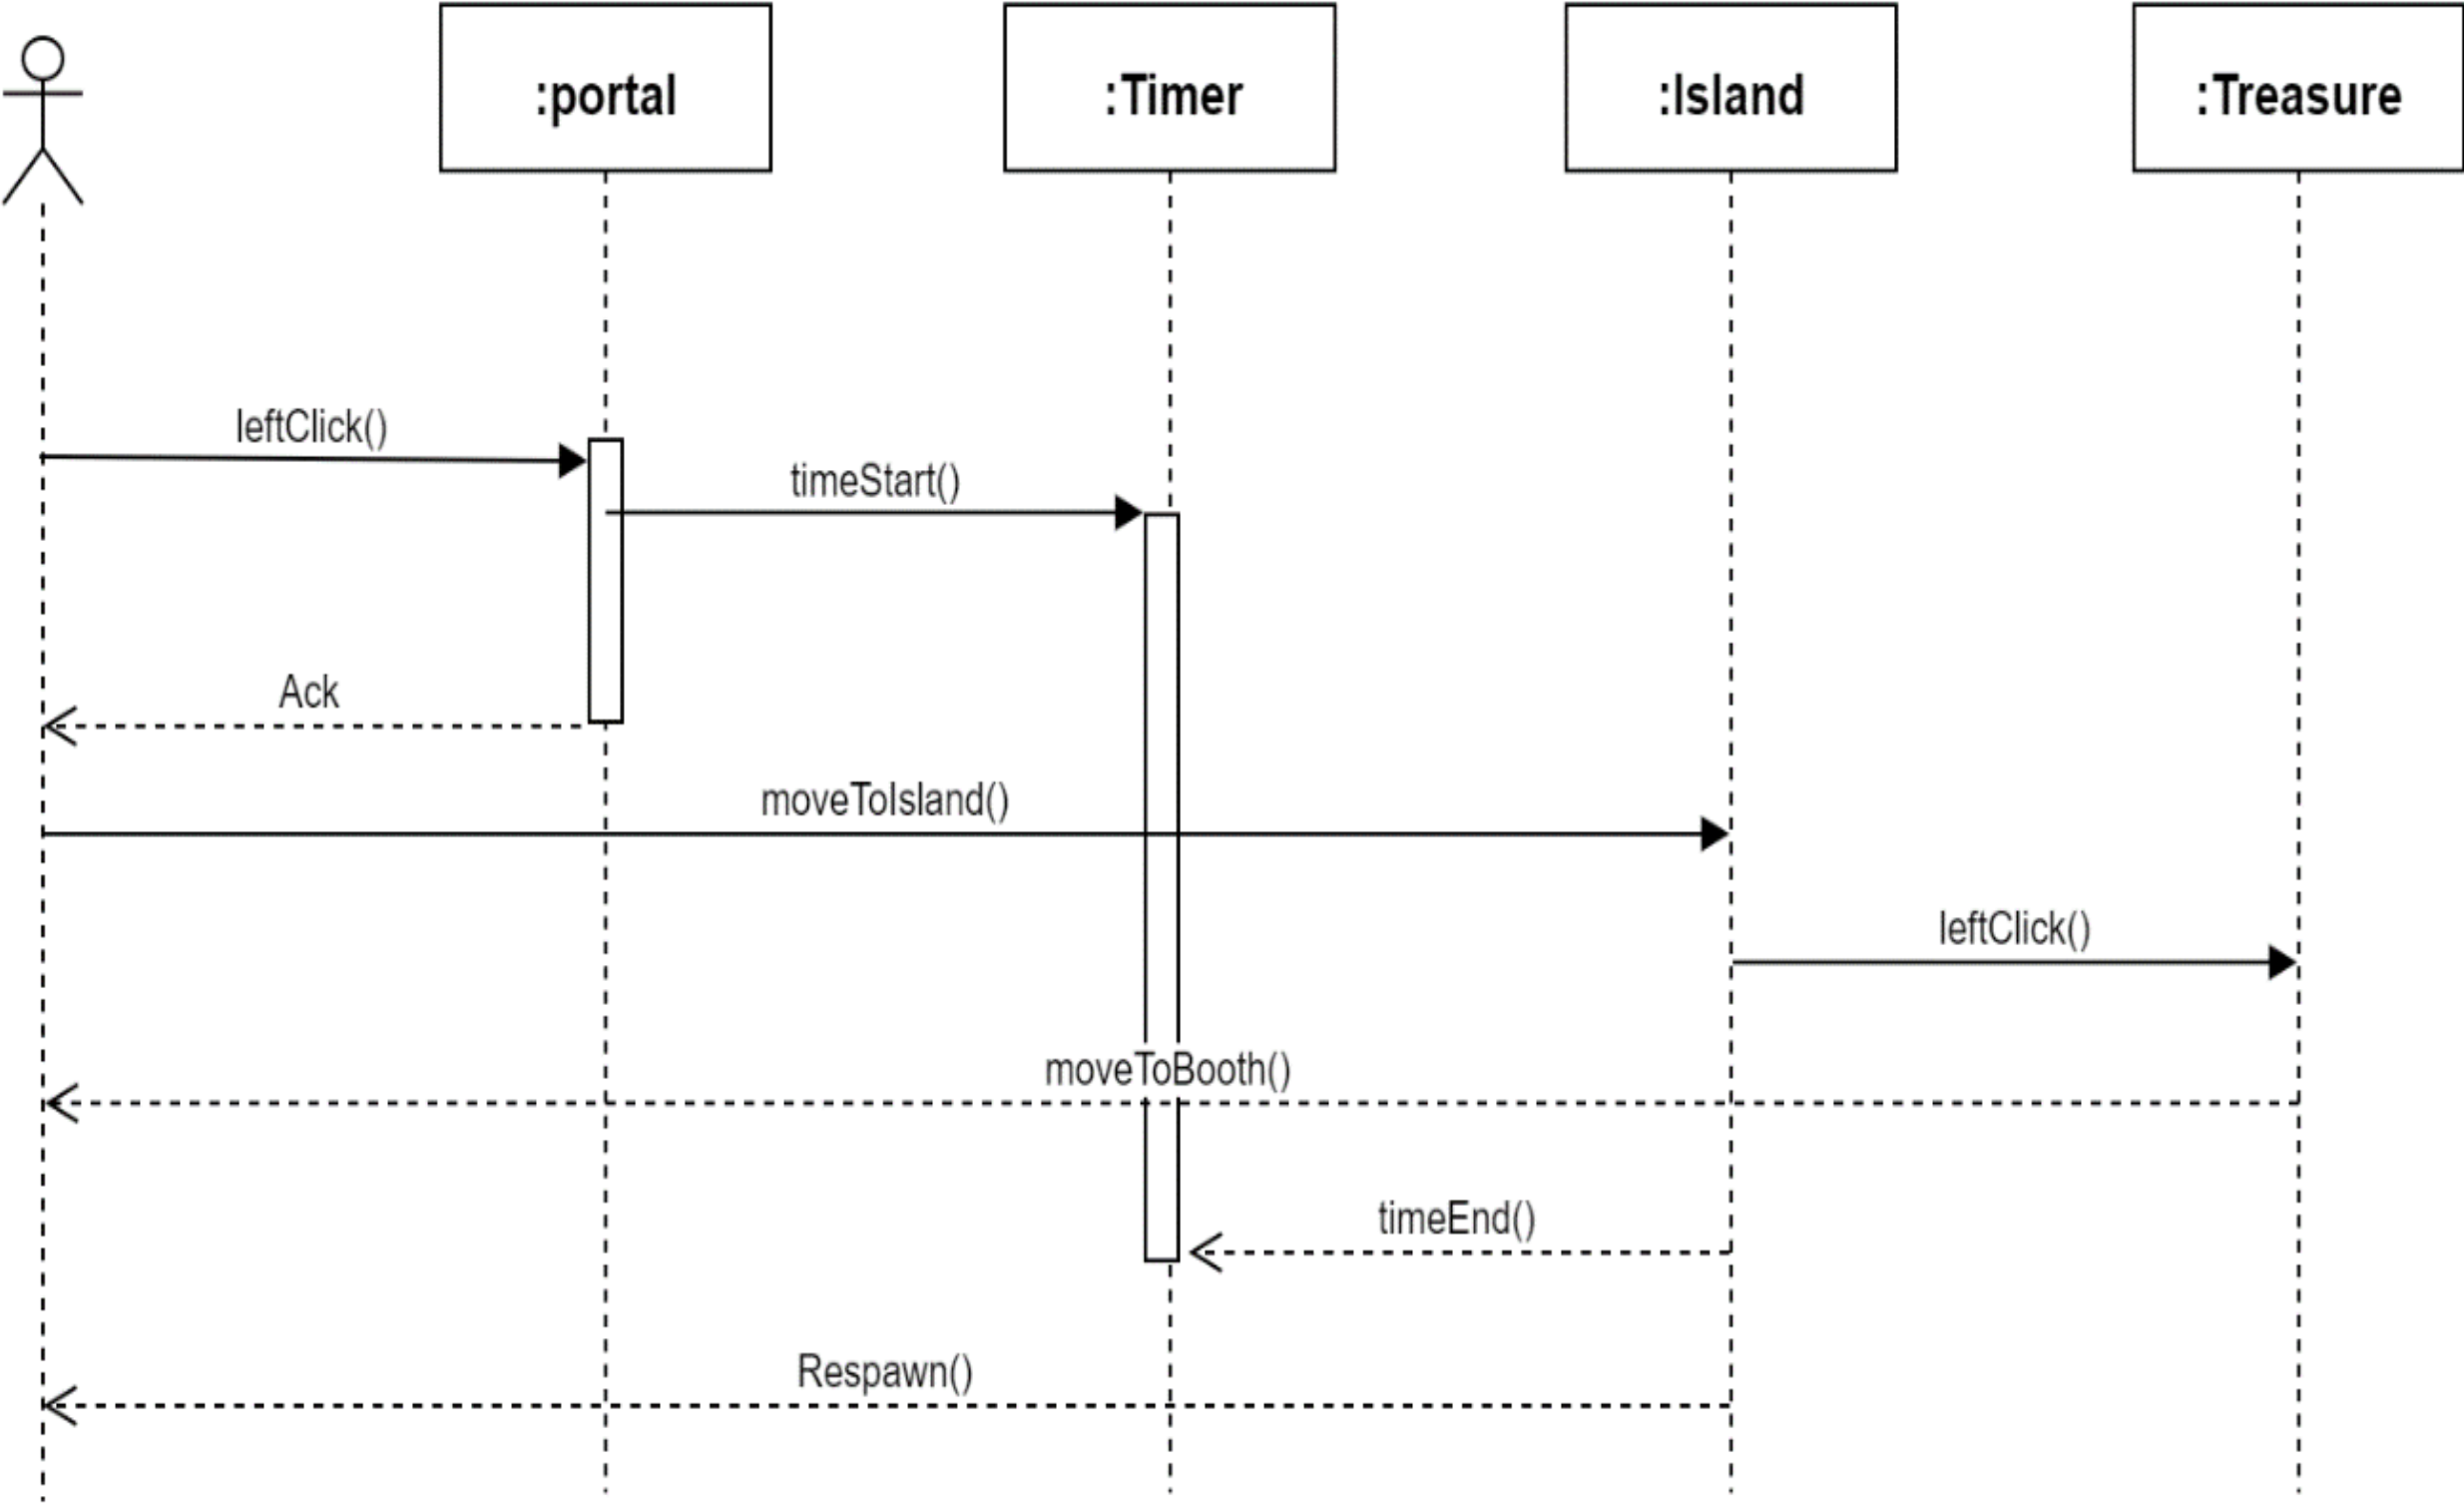 :portal
:Timer
:Island
:Treasure
leftClick()
timeStart()
Ack
moveToIsland()
leftClick()
moveToBooth()
timeEnd()
Respawn()